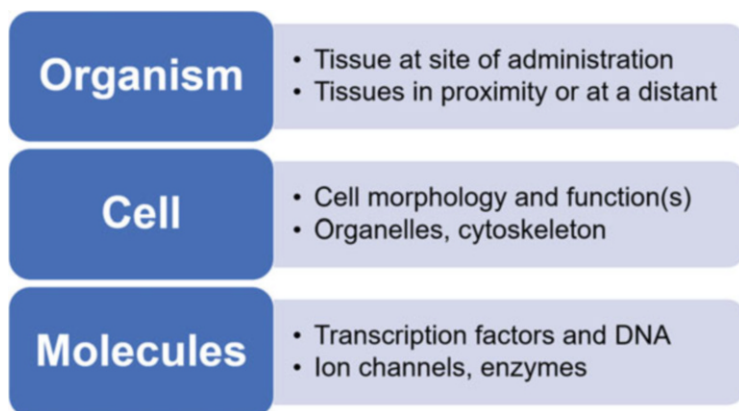 Organism
• Tissue at site of administration
• Tissues in proximity or at a distant
Cell
• Cell morphology and function(s)
• Organelles, cytoskeleton
Molecules
• Transcription factors and DNA
• Ion channels, enzymes